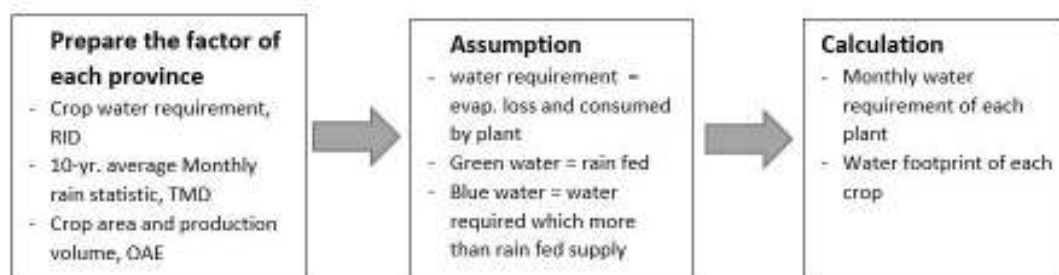 Prepare the factor of
each province
- Crop water requirement,
RID
- 10-yr. average Monthly
rain statistic, TMD
- Crop area and production
volume, OAE
Assumption
- water requirement =
evap. loss and consumed
by plant
- Green water = rain fed
- Blue water = water
required which more
than rain fed supply
Calculation
- Monthly water
requirement of each
plant
- Water footprint of each
crop